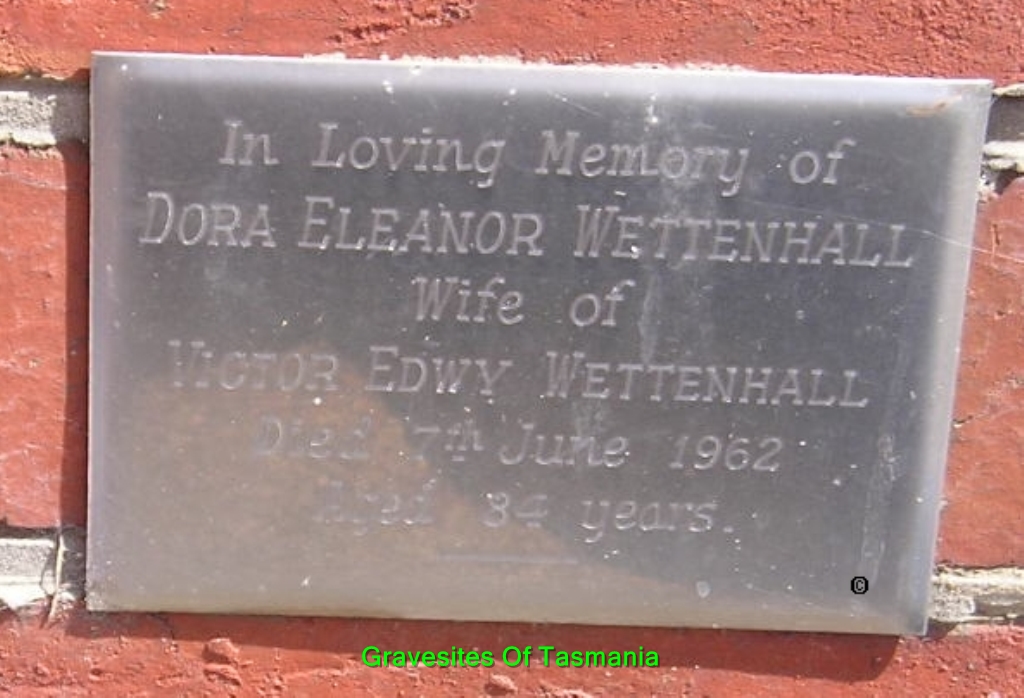 In Loving Memory of
DORA ELEANOR WETTENHALL
Wife of
VICTOR EDWY WETTENHALL
Died 7th June 1962
Aged 84 years.
©
Gravesites Of Tasmania